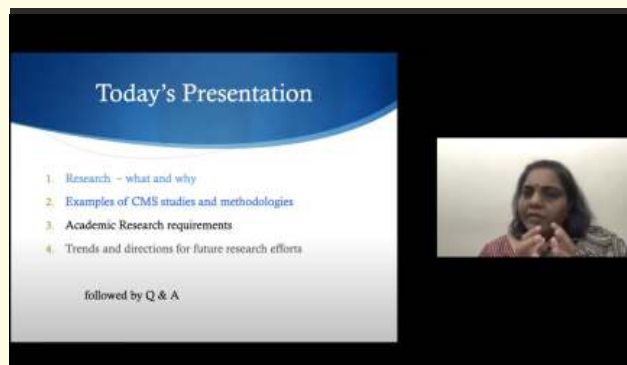 Today's Presentation
1. Research – what and why
2. Examples of CMS studies and methodologies
3. Academic Research requirements
4. Trends and directions for future research efforts
followed by Q & A